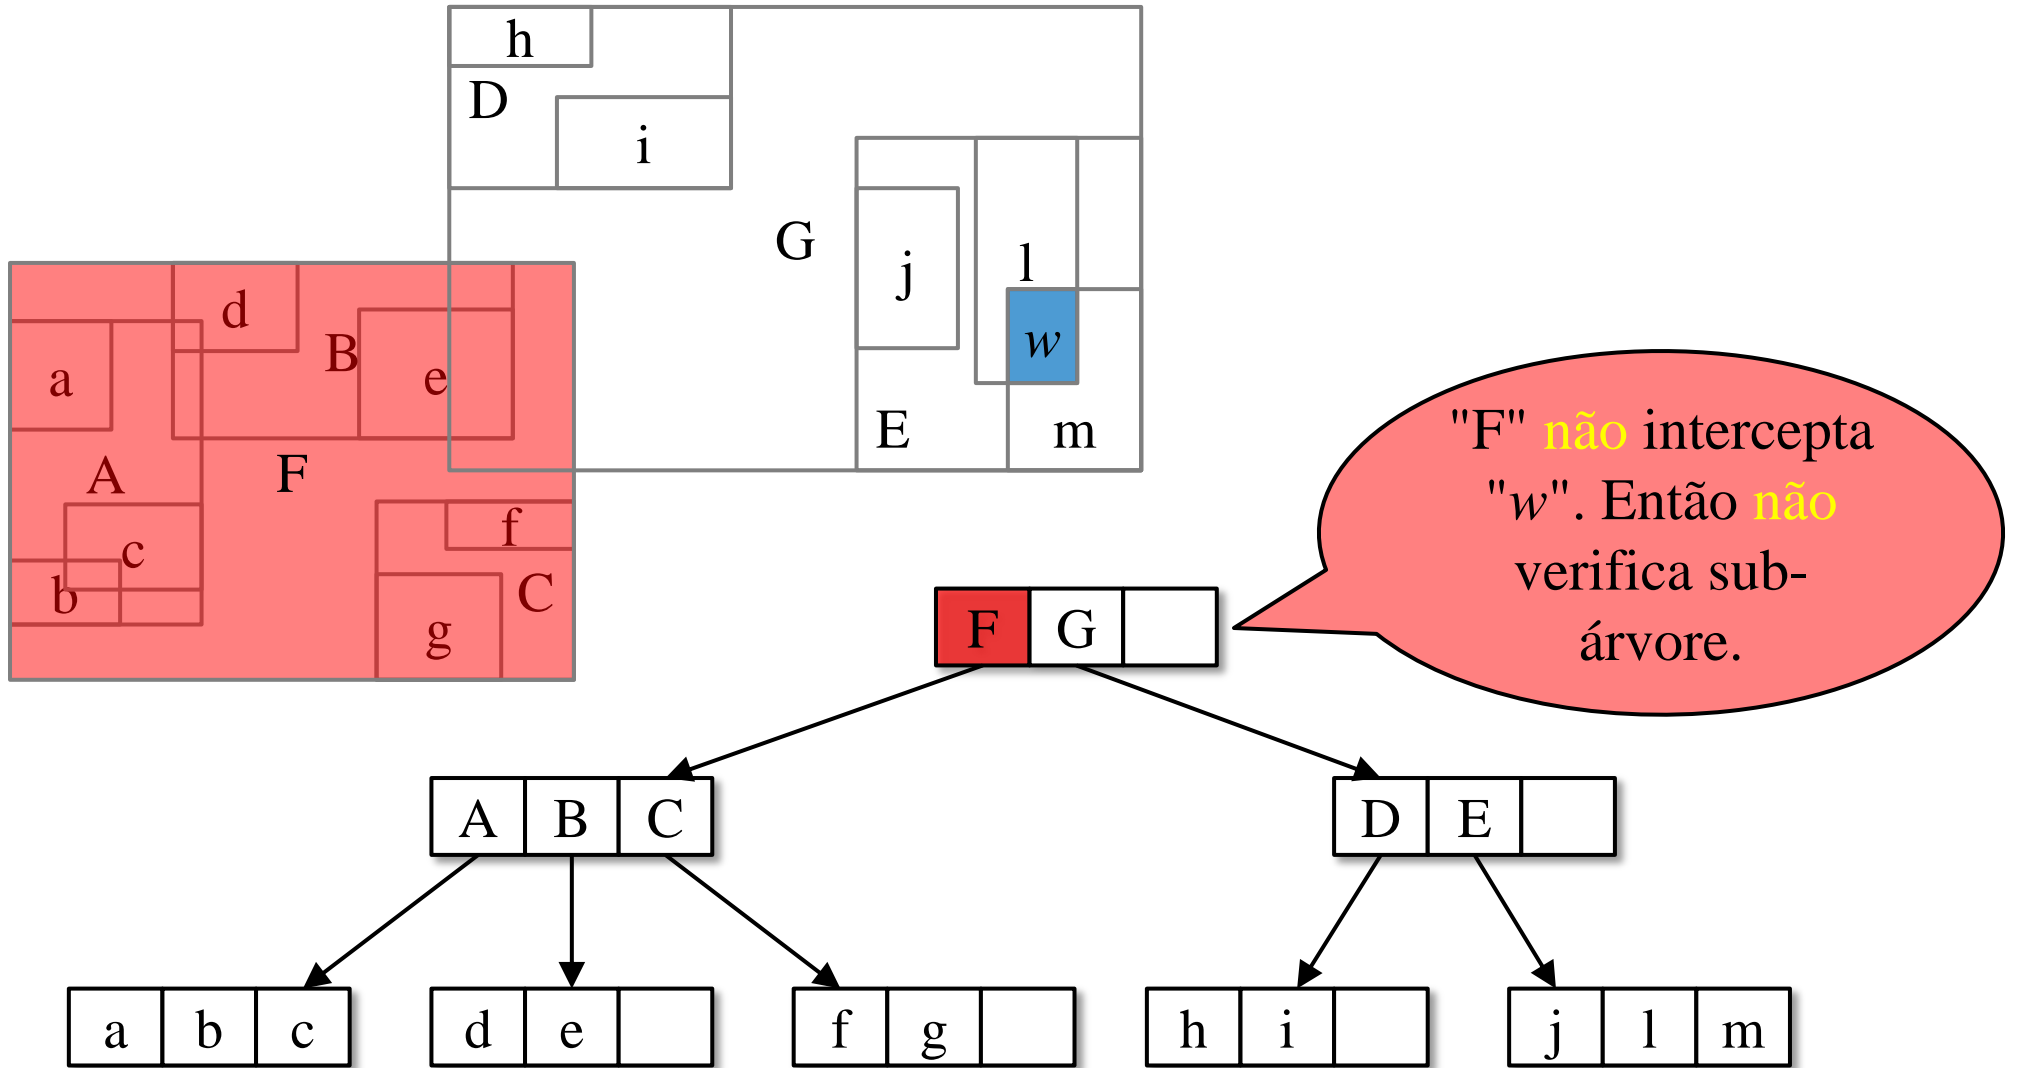 h
D
i
G
j
l
w
E
m
d
B
a
e
A
F
c
f
b
C
g
"F" não intercepta
"w". Então não
verifica sub-
árvore.
F G
A B C
D E
a b c
d e
f g
h i
j l m